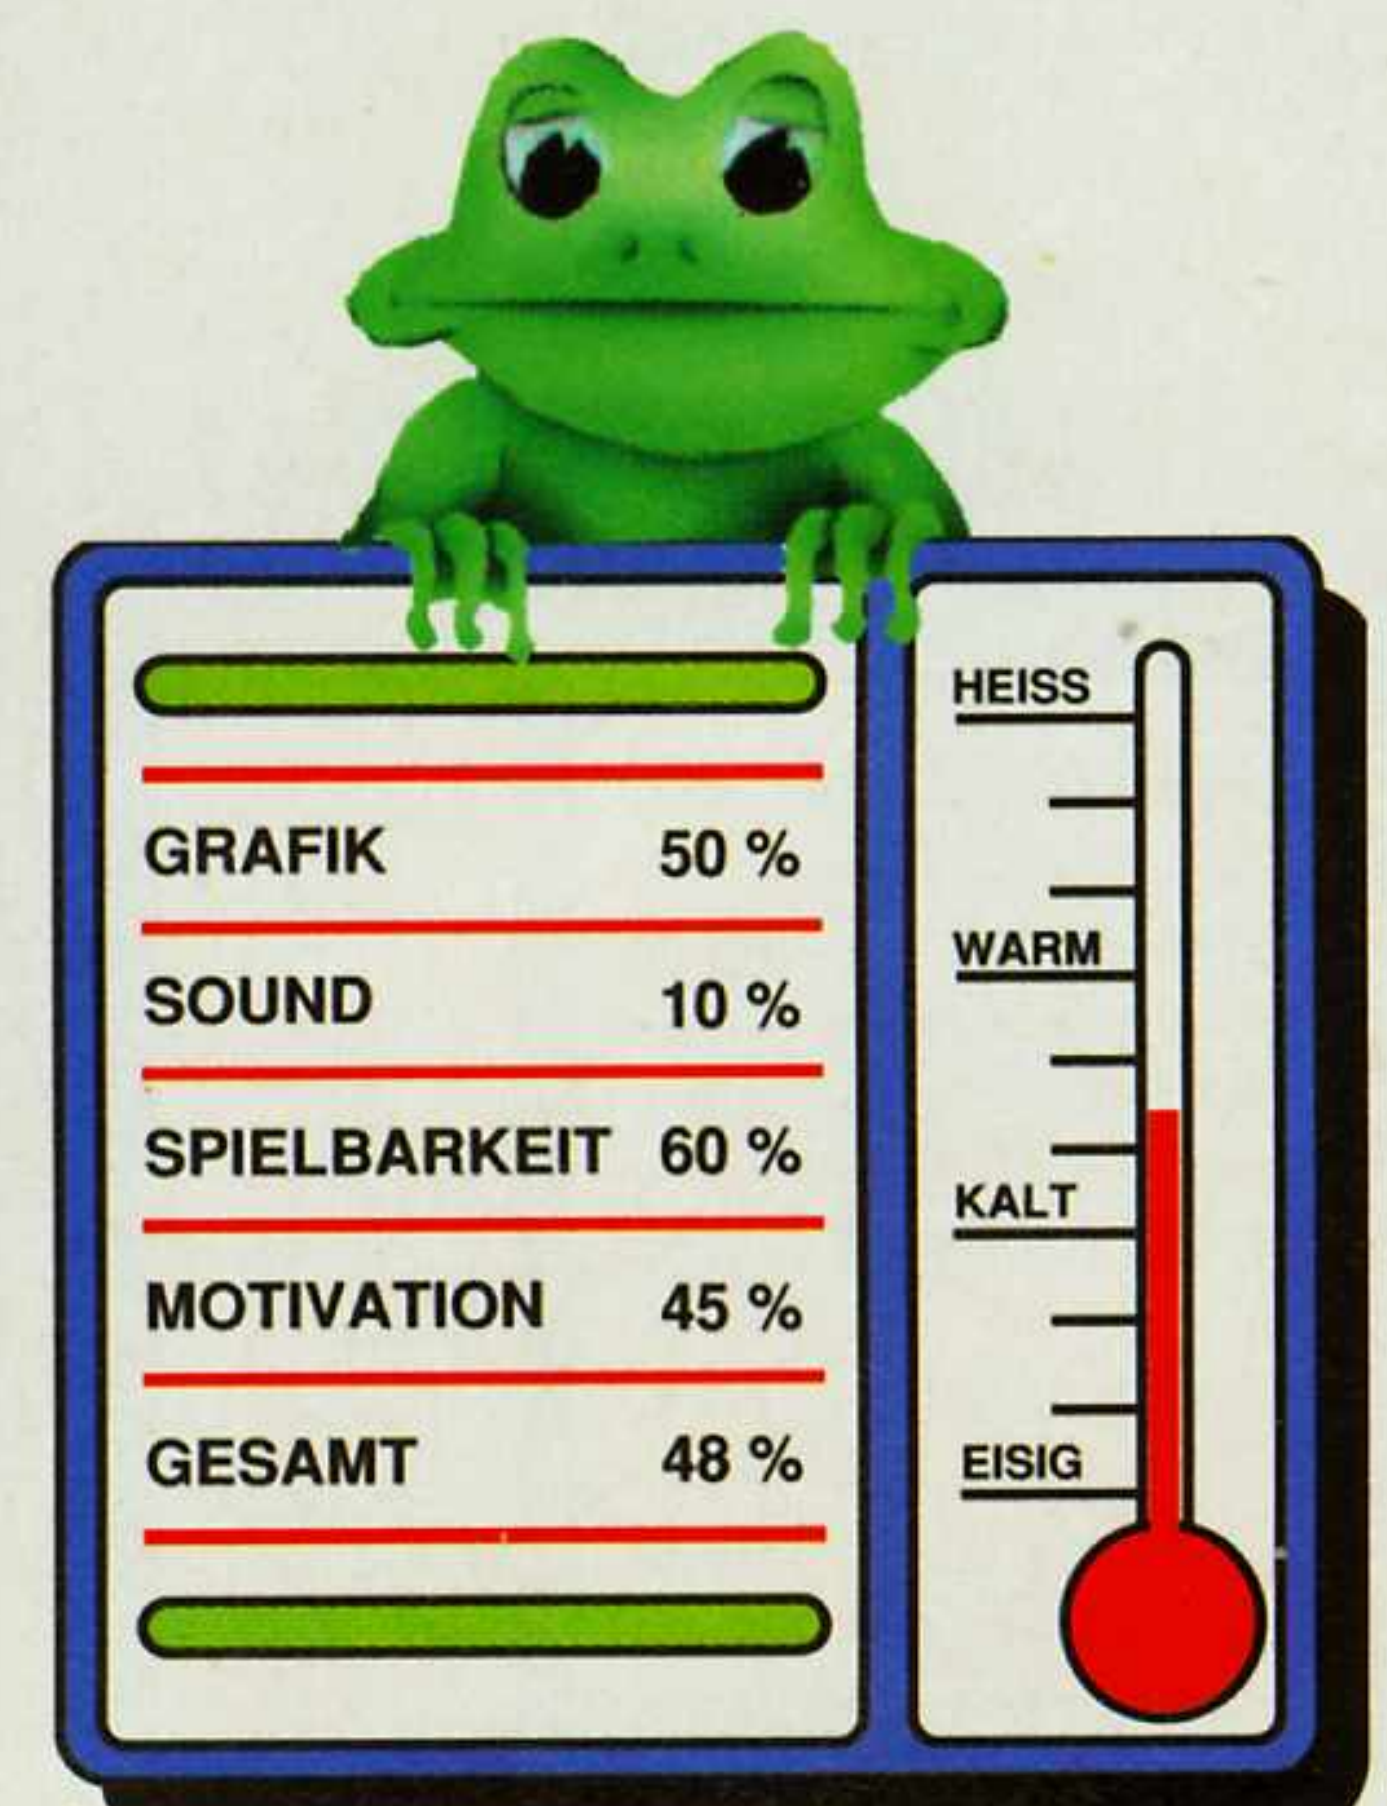 GRAFIK 50 %
SOUND 10 %
SPIELBARKEIT 60 %
MOTIVATION 45 %
GESAMT 48 %
HEISS
WARM
KALT
EISIG